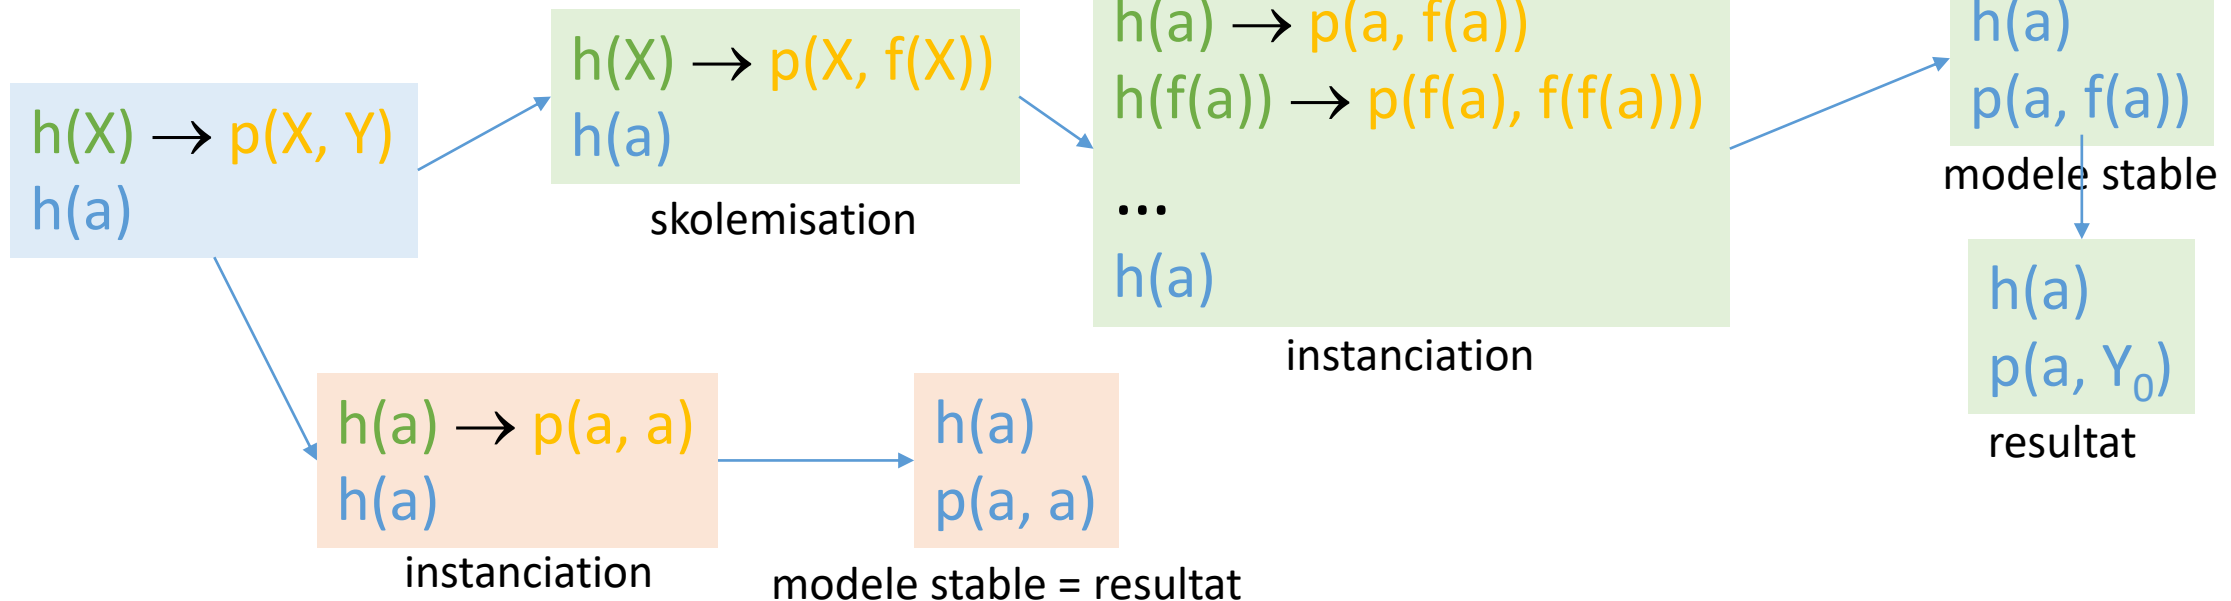 h(X) → p(X, Y)
h(a)
h(X) → p(X, f(X))
h(a)
skolemisation
h(a) → p(a, f(a))
h(f(a)) → p(f(a), f(f(a)))
...
h(a)
instanciation
h(a)
p(a, f(a))
modele stable
h(a)
p(a, Y₀)
resultat
h(a) → p(a, a)
h(a)
instanciation
h(a)
p(a, a)
modele stable = resultat